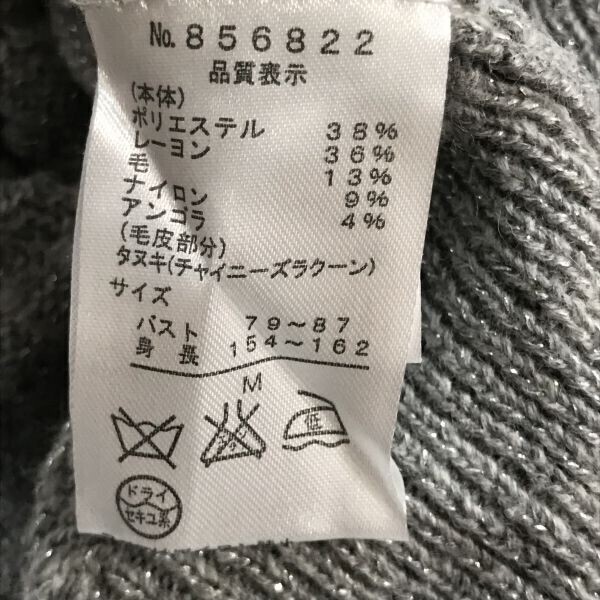 No. 856822
品質表示
(本体)
ポリエステル 38%
レーヨン 36%
毛 13%
ナイロン 9%
アンゴラ 4%
(毛皮部分)
タヌキ(チャイニーズラクーン)
サイズ
バスト 79~87
身長 154~162
M
低
ドライ
セキユ系